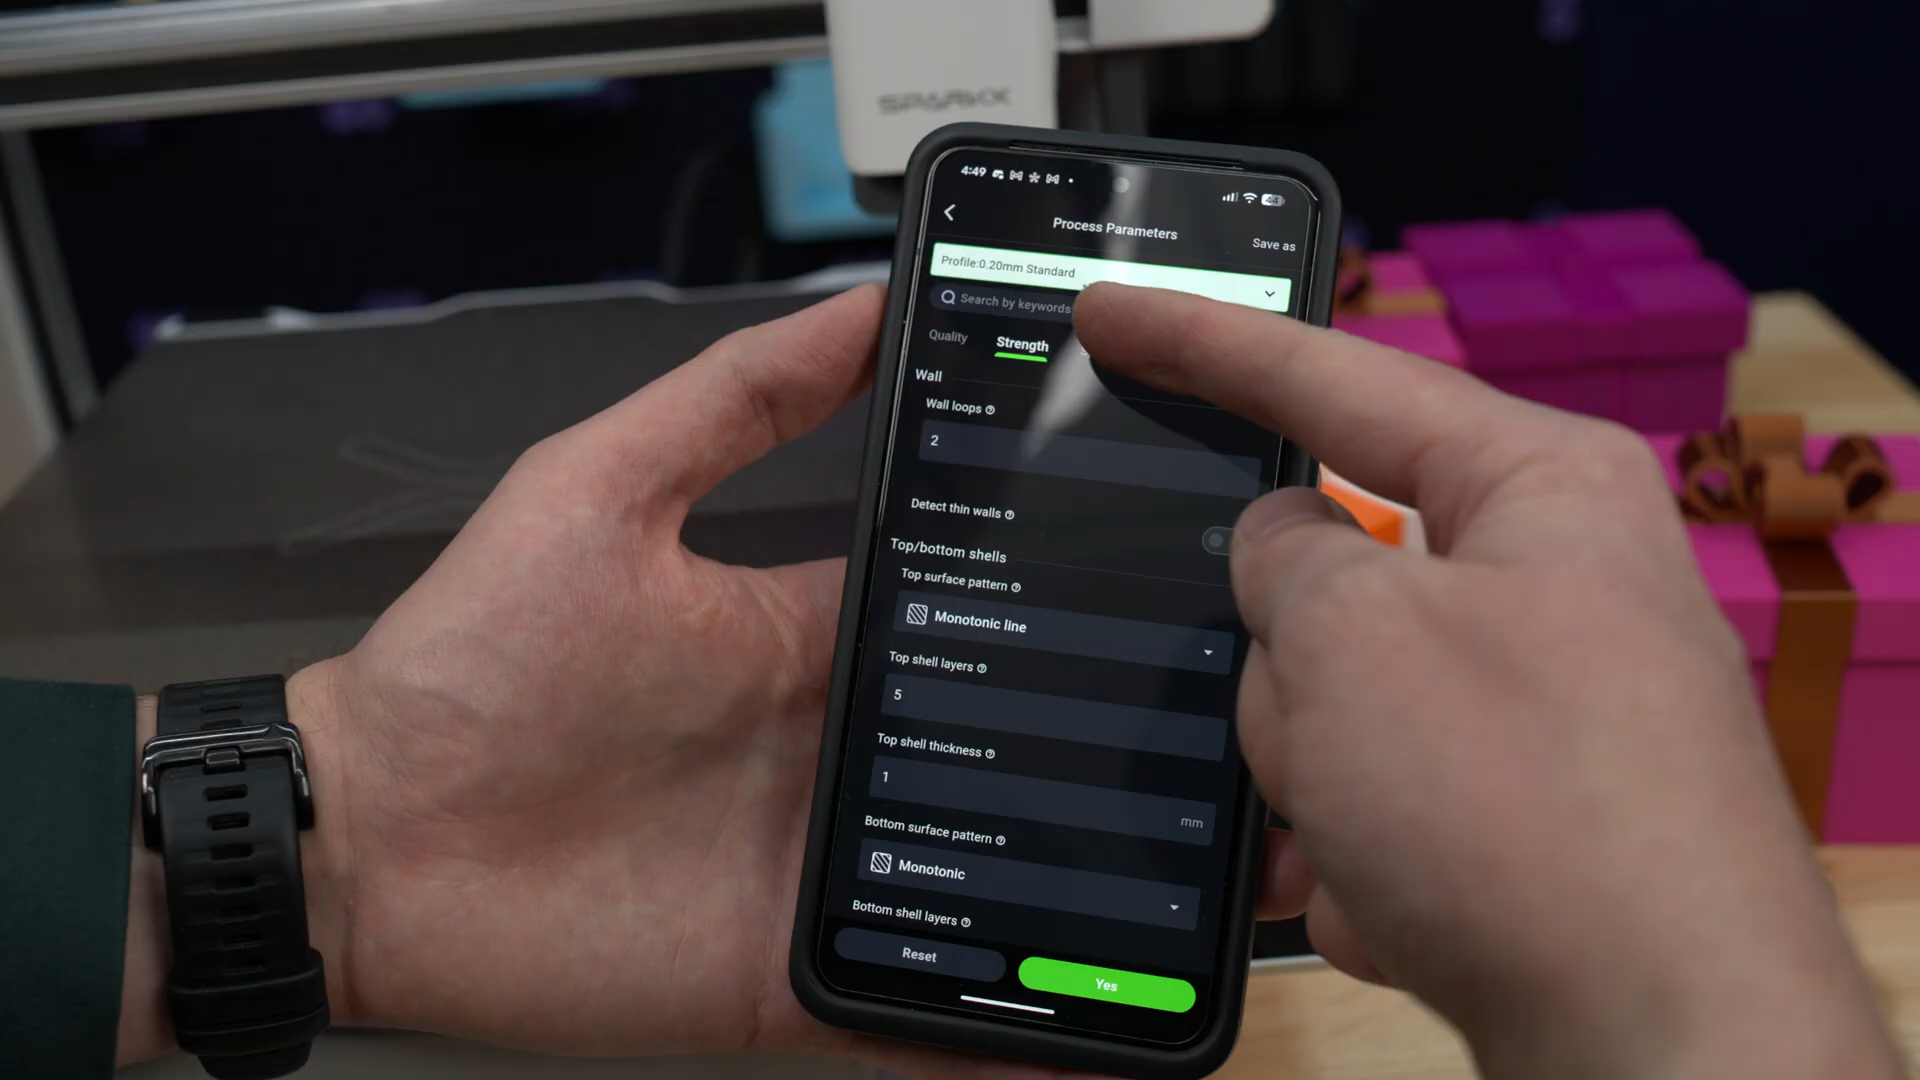 SPARKX
4:49
44
Process Parameters
Save as
Profile:0.20mm Standard
Search by keywords
Quality
Strength
Wall
Wall loops
2
Detect thin walls
Top/bottom shells
Top surface pattern
Monotonic line
Top shell layers
5
Top shell thickness
1
mm
Bottom surface pattern
Monotonic
Bottom shell layers
Reset
Yes